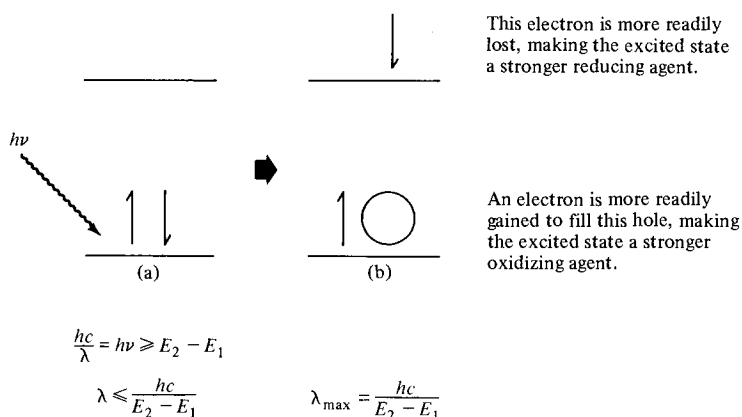 This electron is more readily
lost, making the excited state
a stronger reducing agent.
hν
An electron is more readily
gained to fill this hole, making
the excited state a stronger
oxidizing agent.
(a)
(b)
hc/λ = hν ⩾ E₂ − E₁
λ ⩽ hc/(E₂ − E₁)
λmax = hc/(E₂ − E₁)